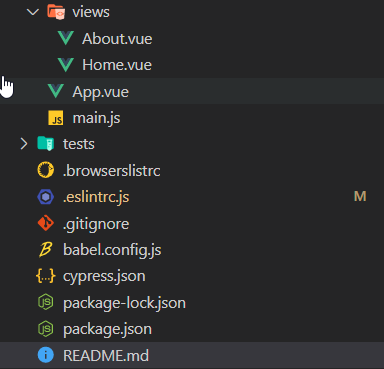 views
About.vue
Home.vue
App.vue
JS main.js
tests
.browserslistrc
.eslintrc.js M
.gitignore
babel.config.js
{..} cypress.json
package-lock.json
package.json
README.md